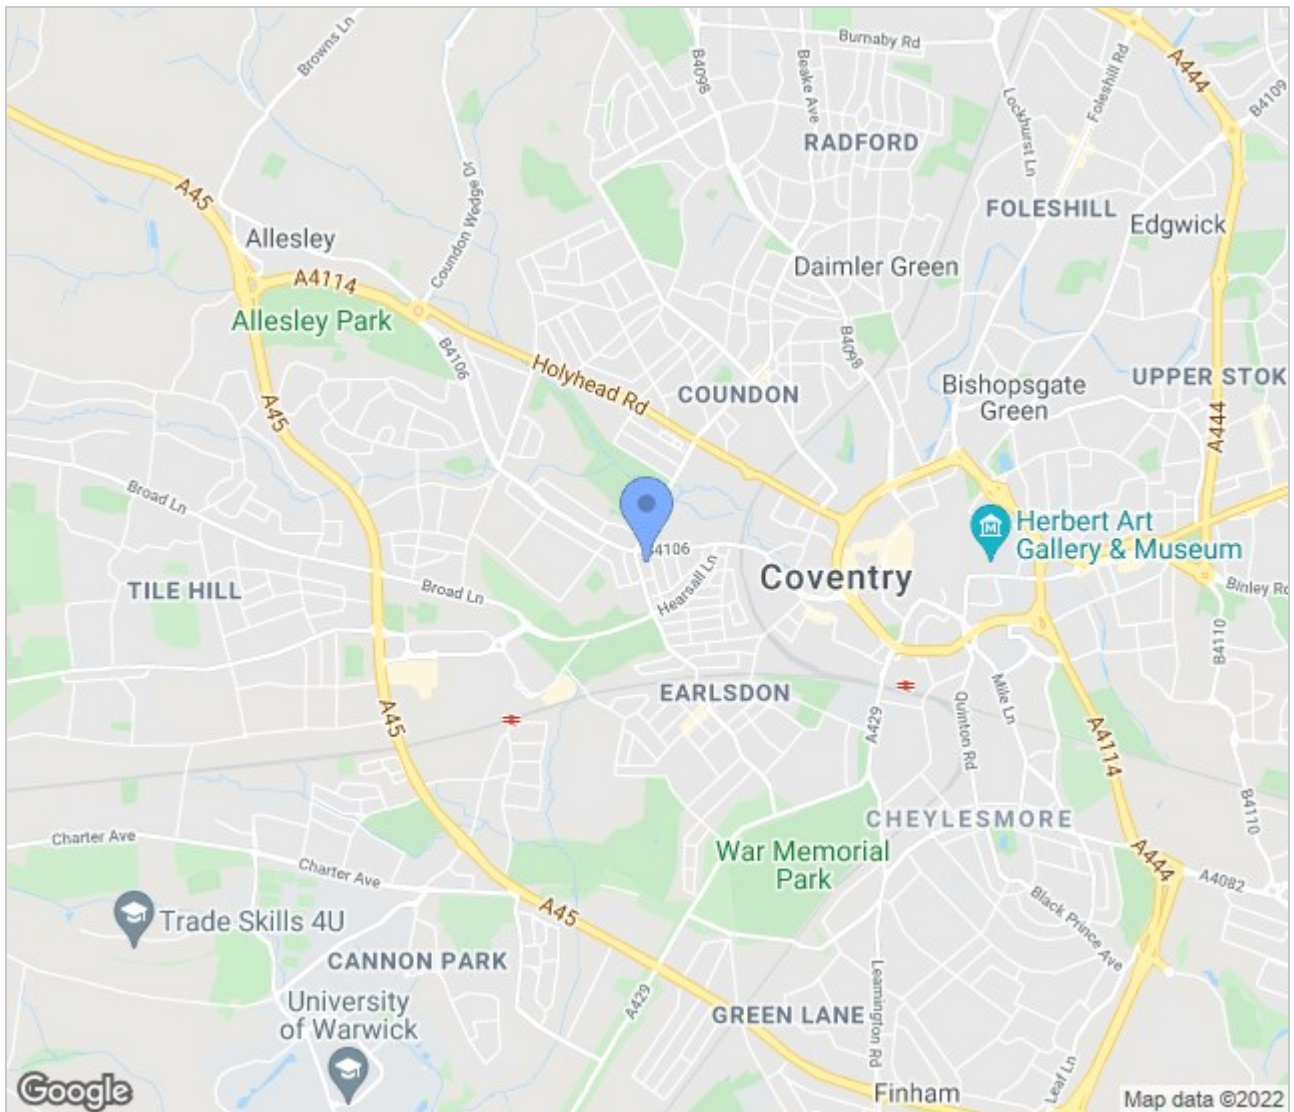 Burnaby Rd
Browns Ln
B4098
Beake Ave
Foleshill Rd
A444
B4109
Lockhurst Ln
RADFORD
Coundon Wedge Dr
A45
FOLESHILL
Edgwick
Allesley
Daimler Green
A4114
Allesley Park
B4106
B4098
Holyhead Rd
COUNDON
Bishopsgate
Green
UPPER STOK
A45
A444
Broad Ln
Herbert Art
Gallery & Museum
B4106
Hearsall Ln
Coventry
TILE HILL
Broad Ln
Binley Rd
B4110
EARLSDON
Mile Ln
Quinton Rd
A45
A429
A4114
B4110
CHEYLESMORE
Charter Ave
War Memorial
Park
A444
Charter Ave
A4082
Black Prince Ave
Trade Skills 4U
A45
CANNON PARK
Leamington Rd
University
of Warwick
A429
GREEN LANE
Leaf Ln
Finham
Google
Map data ©2022